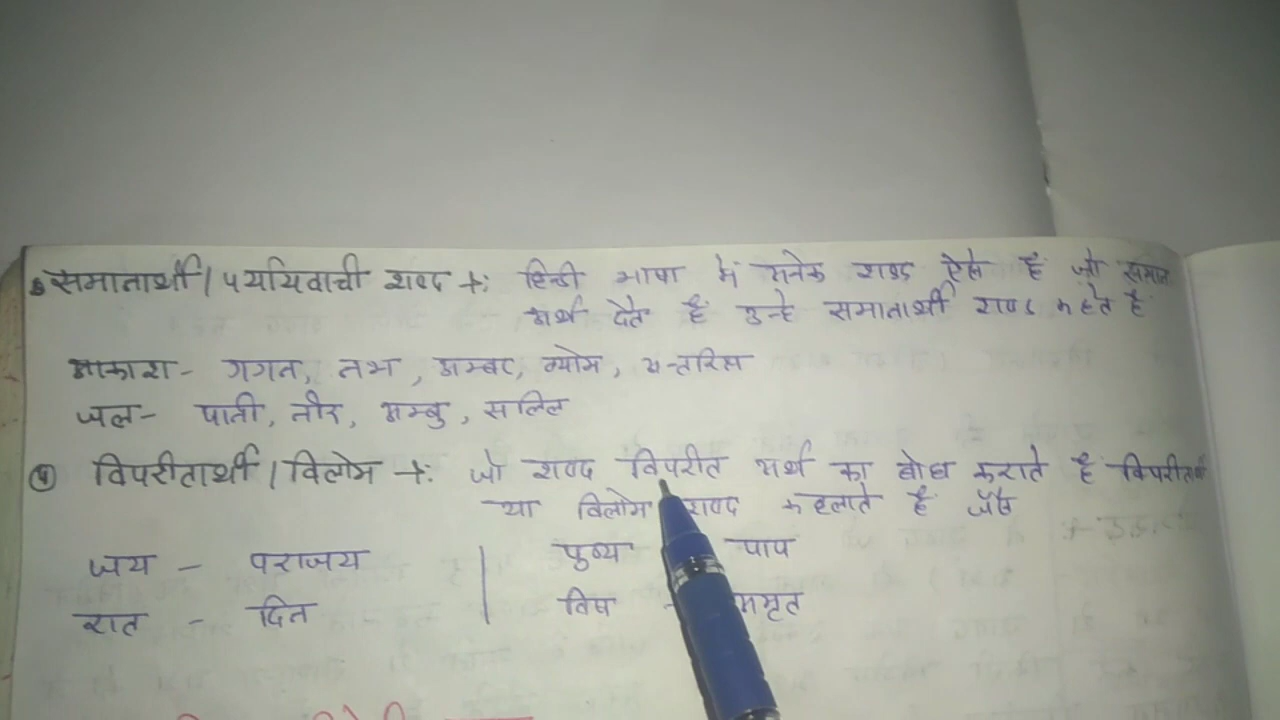 समानार्थी / पर्यायवाची शब्द →: हिन्दी भाषा में अनेक शब्द ऐसे हैं जो समान
अर्थ देते हैं उन्हे समानार्थी शब्द कहते है
आकाश - गगन, नभ, अम्बर, व्योम, अन्तरिक्ष
जल - पानी, नीर, अम्बु, सलिल
④ विपरीतार्थी / विलोम →: जो शब्द विपरीत अर्थ का बोध कराते हैं विपरीतार्थी
या विलोम शब्द कहलाते हैं जैसे
जय - पराजय | पुण्य पाप
रात - दिन | विष - अमृत